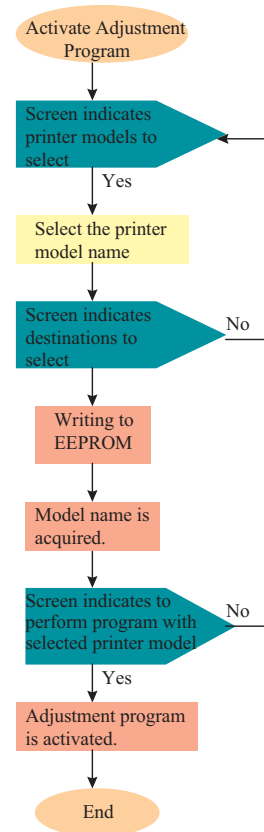 Activate Adjustment
Program
Screen indicates
printer models to
select
Yes
Select the printer
model name
Screen indicates
destinations to
select
No
Writing to
EEPROM
Model name is
acquired.
Screen indicates to
perform program with
selected printer model
No
Yes
Adjustment program
is activated.
End